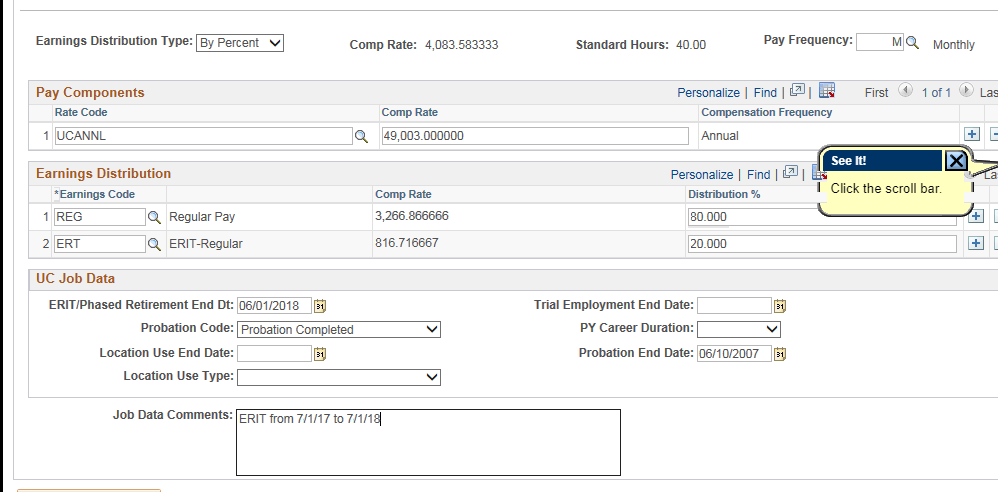 Earnings Distribution Type: By Percent Comp Rate: 4,083.583333 Standard Hours: 40.00 Pay Frequency: M Monthly
Pay Components Personalize | Find | | First 1 of 1 Las
Rate Code Comp Rate Compensation Frequency
1 UCANNL 49,003.000000 Annual
Earnings Distribution Personalize | Find | | La
See It!
Click the scroll bar.
*Earnings Code Comp Rate Distribution %
1 REG Regular Pay 3,266.866666 80.000
2 ERT ERIT-Regular 816.716667 20.000
UC Job Data
ERIT/Phased Retirement End Dt: 06/01/2018 31 Trial Employment End Date: 31
Probation Code: Probation Completed PY Career Duration:
Location Use End Date: 31 Probation End Date: 06/10/2007 31
Location Use Type:
Job Data Comments: ERIT from 7/1/17 to 7/1/18